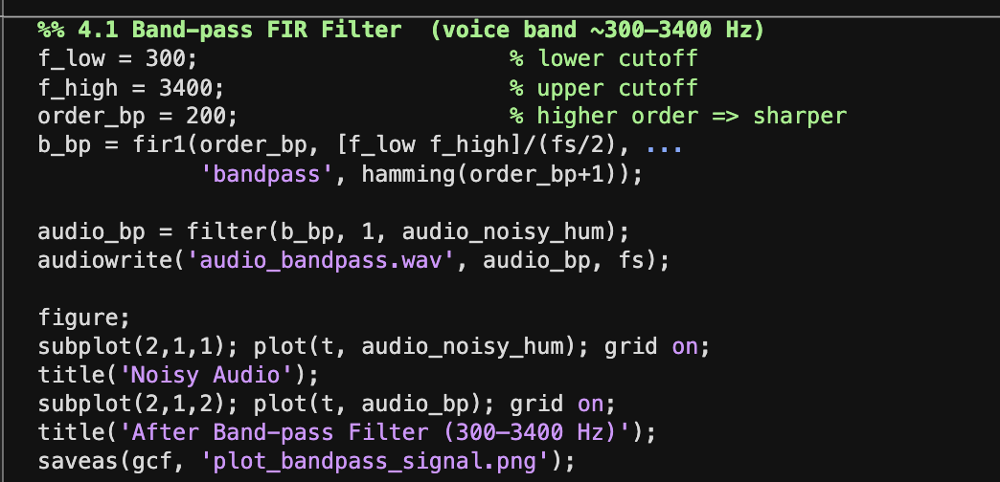 %% 4.1 Band-pass FIR Filter  (voice band ~300–3400 Hz)
f_low = 300;                       % lower cutoff
f_high = 3400;                     % upper cutoff
order_bp = 200;                    % higher order => sharper
b_bp = fir1(order_bp, [f_low f_high]/(fs/2), ...
            'bandpass', hamming(order_bp+1));
audio_bp = filter(b_bp, 1, audio_noisy_hum);
audiowrite('audio_bandpass.wav', audio_bp, fs);
figure;
subplot(2,1,1); plot(t, audio_noisy_hum); grid on;
title('Noisy Audio');
subplot(2,1,2); plot(t, audio_bp); grid on;
title('After Band-pass Filter (300–3400 Hz)');
saveas(gcf, 'plot_bandpass_signal.png');